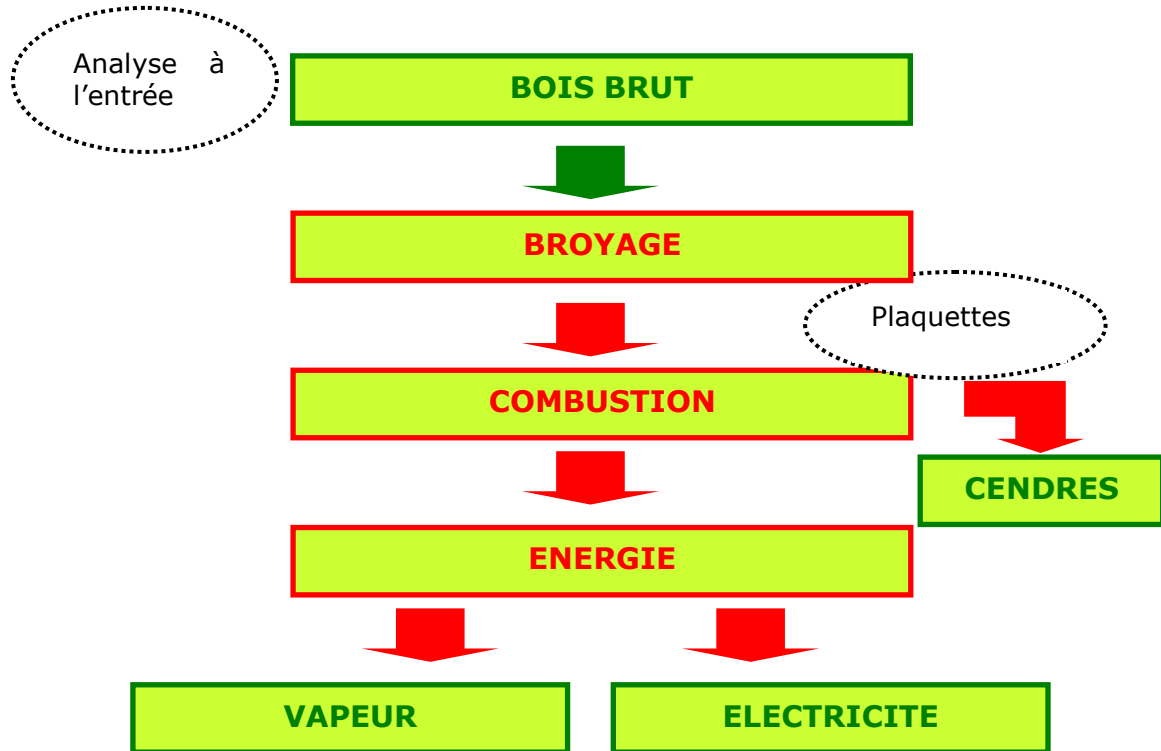 Analyse à
l'entrée
BOIS BRUT
BROYAGE
Plaquettes
COMBUSTION
CENDRES
ENERGIE
VAPEUR
ELECTRICITE